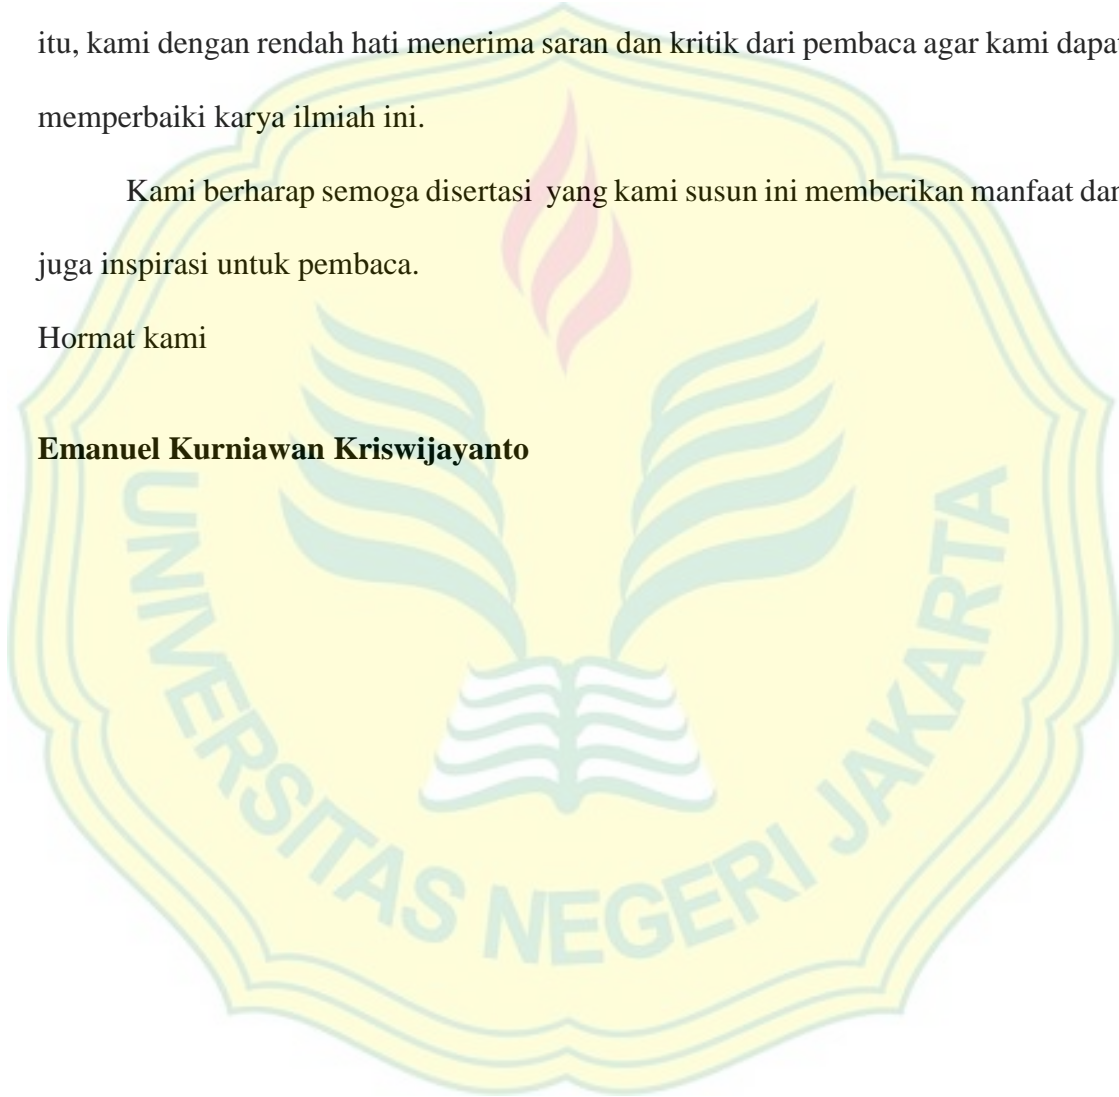 itu, kami dengan rendah hati menerima saran dan kritik dari pembaca agar kami dapat
memperbaiki karya ilmiah ini.
Kami berharap semoga disertasi yang kami susun ini memberikan manfaat dan
juga inspirasi untuk pembaca.
Hormat kami
Emanuel Kurniawan Kriswijayanto
UNIVERSITAS NEGERI JAKARTA